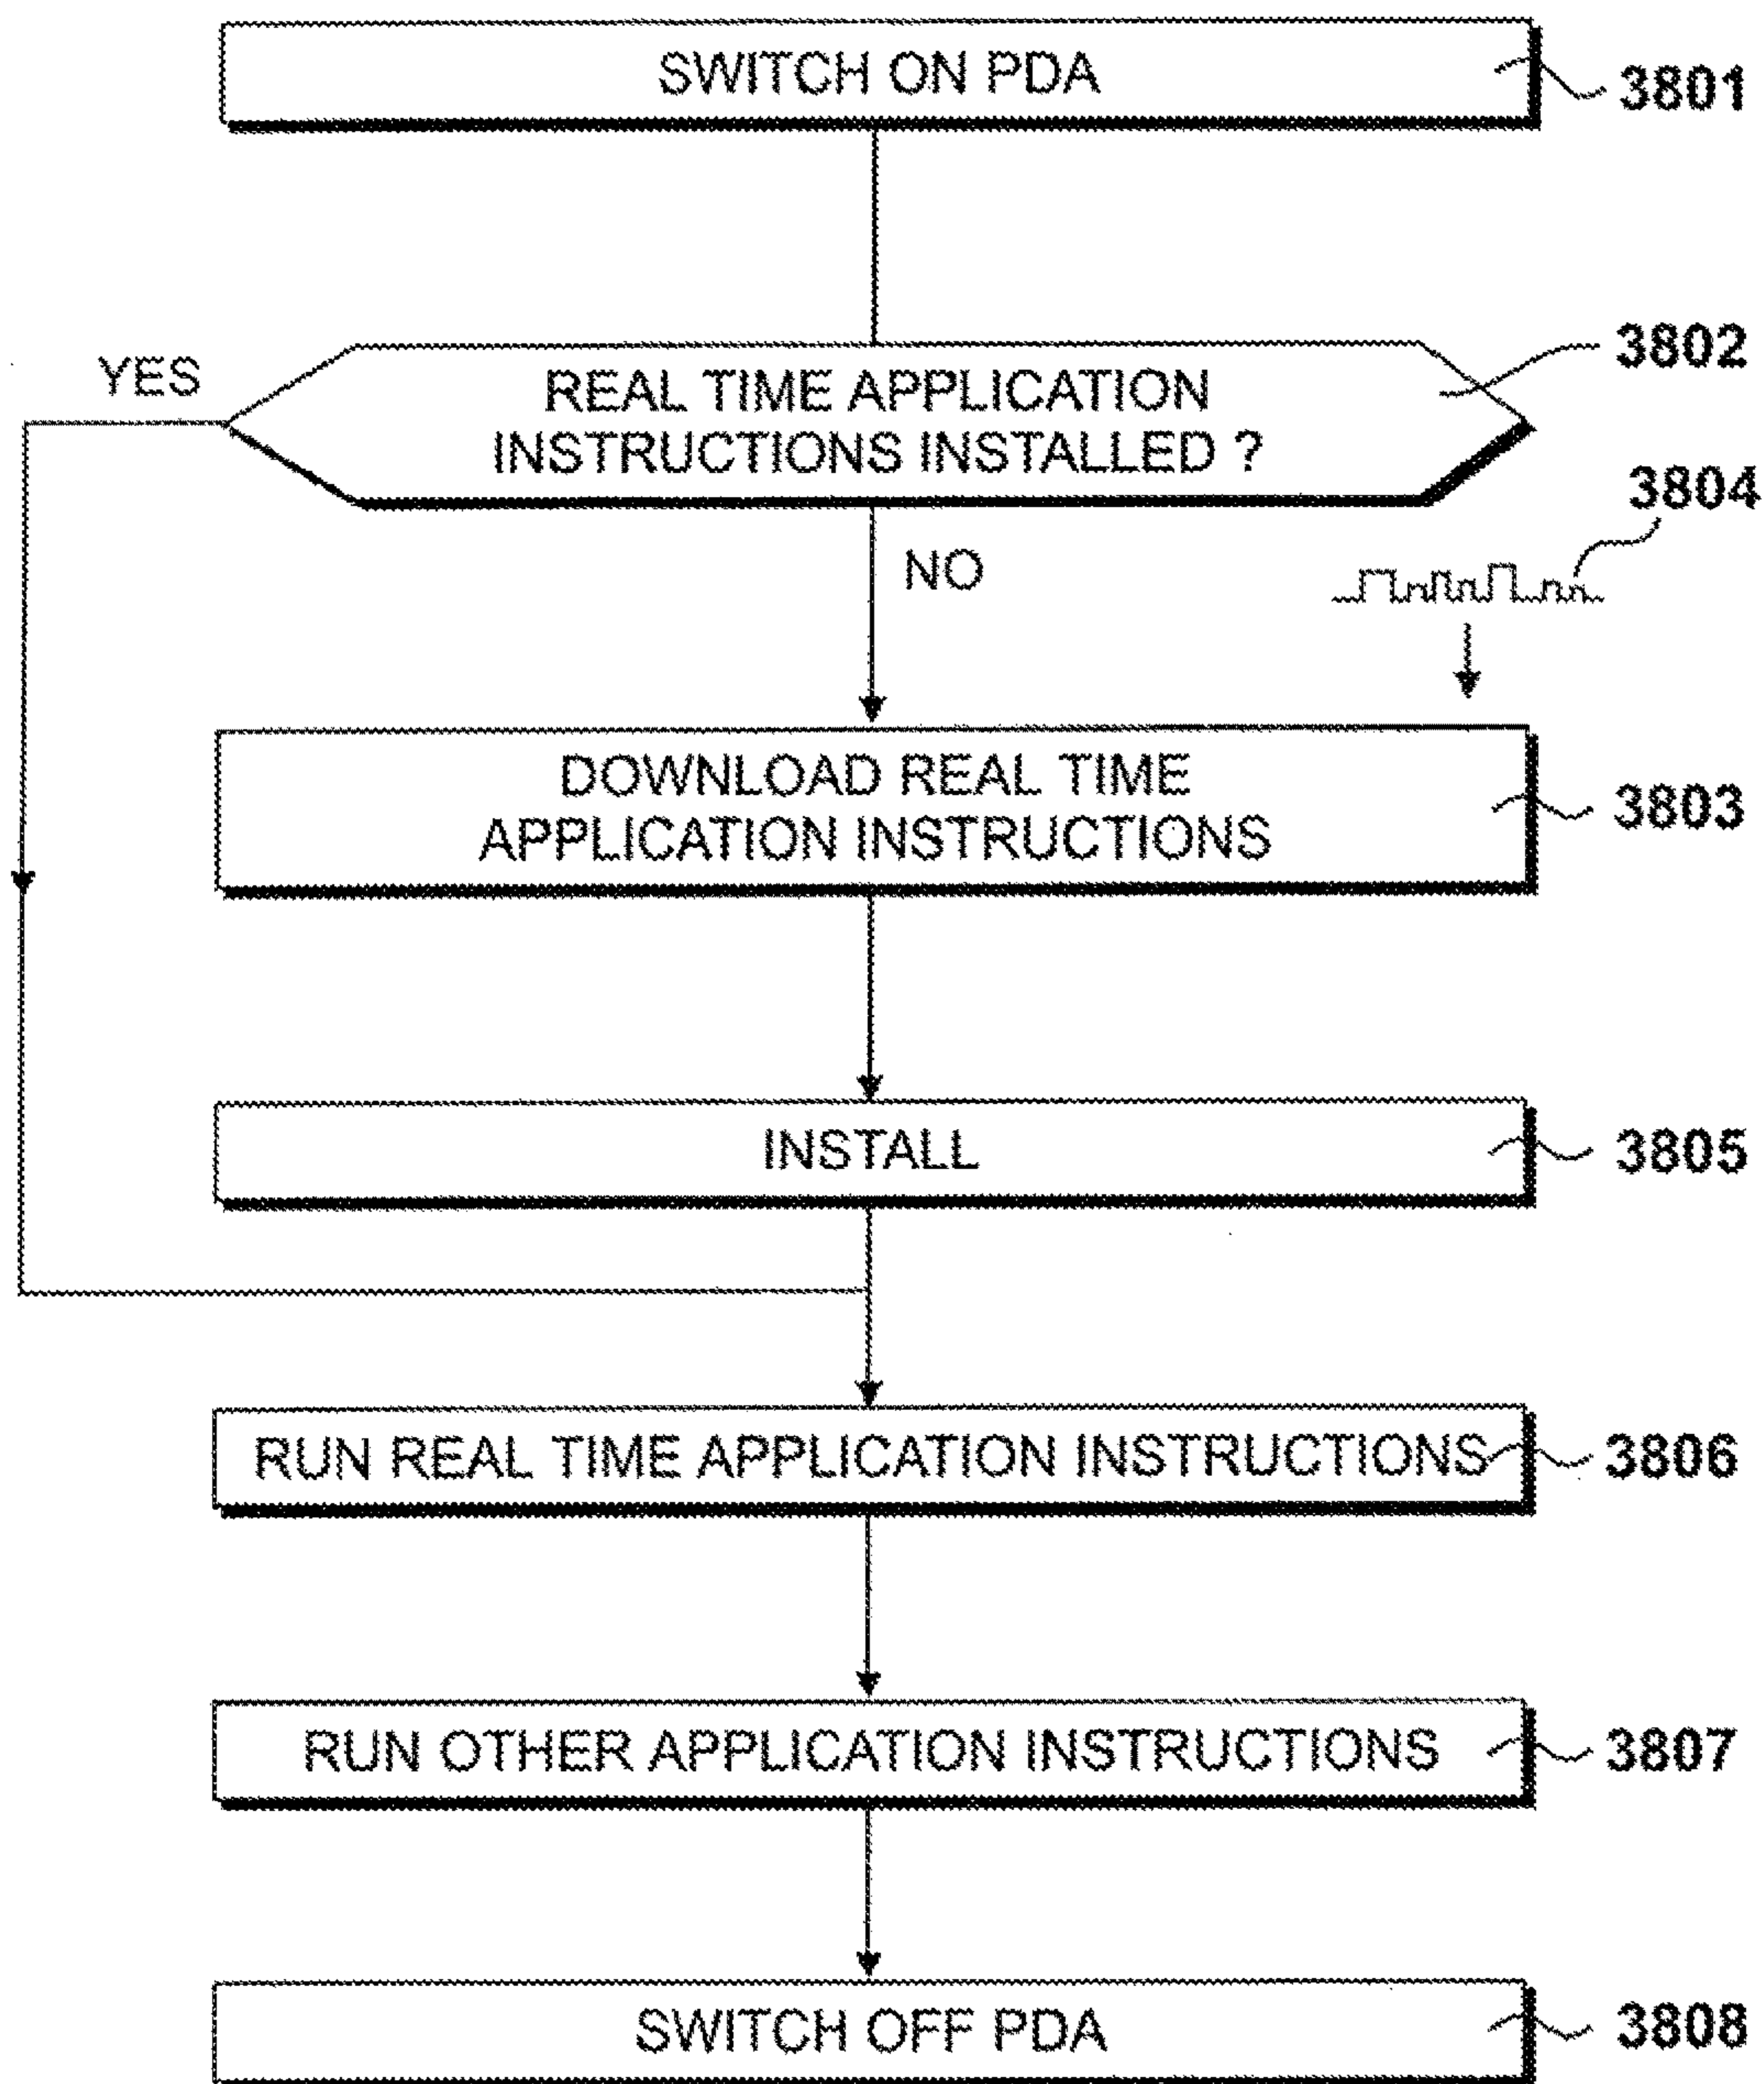 SWITCH ON PDA
3801
3802
YES
REAL TIME APPLICATION
INSTRUCTIONS INSTALLED ?
3804
NO
DOWNLOAD REAL TIME
APPLICATION INSTRUCTIONS
3803
INSTALL
3805
RUN REAL TIME APPLICATION INSTRUCTIONS
3806
RUN OTHER APPLICATION INSTRUCTIONS
3807
SWITCH OFF PDA
3808